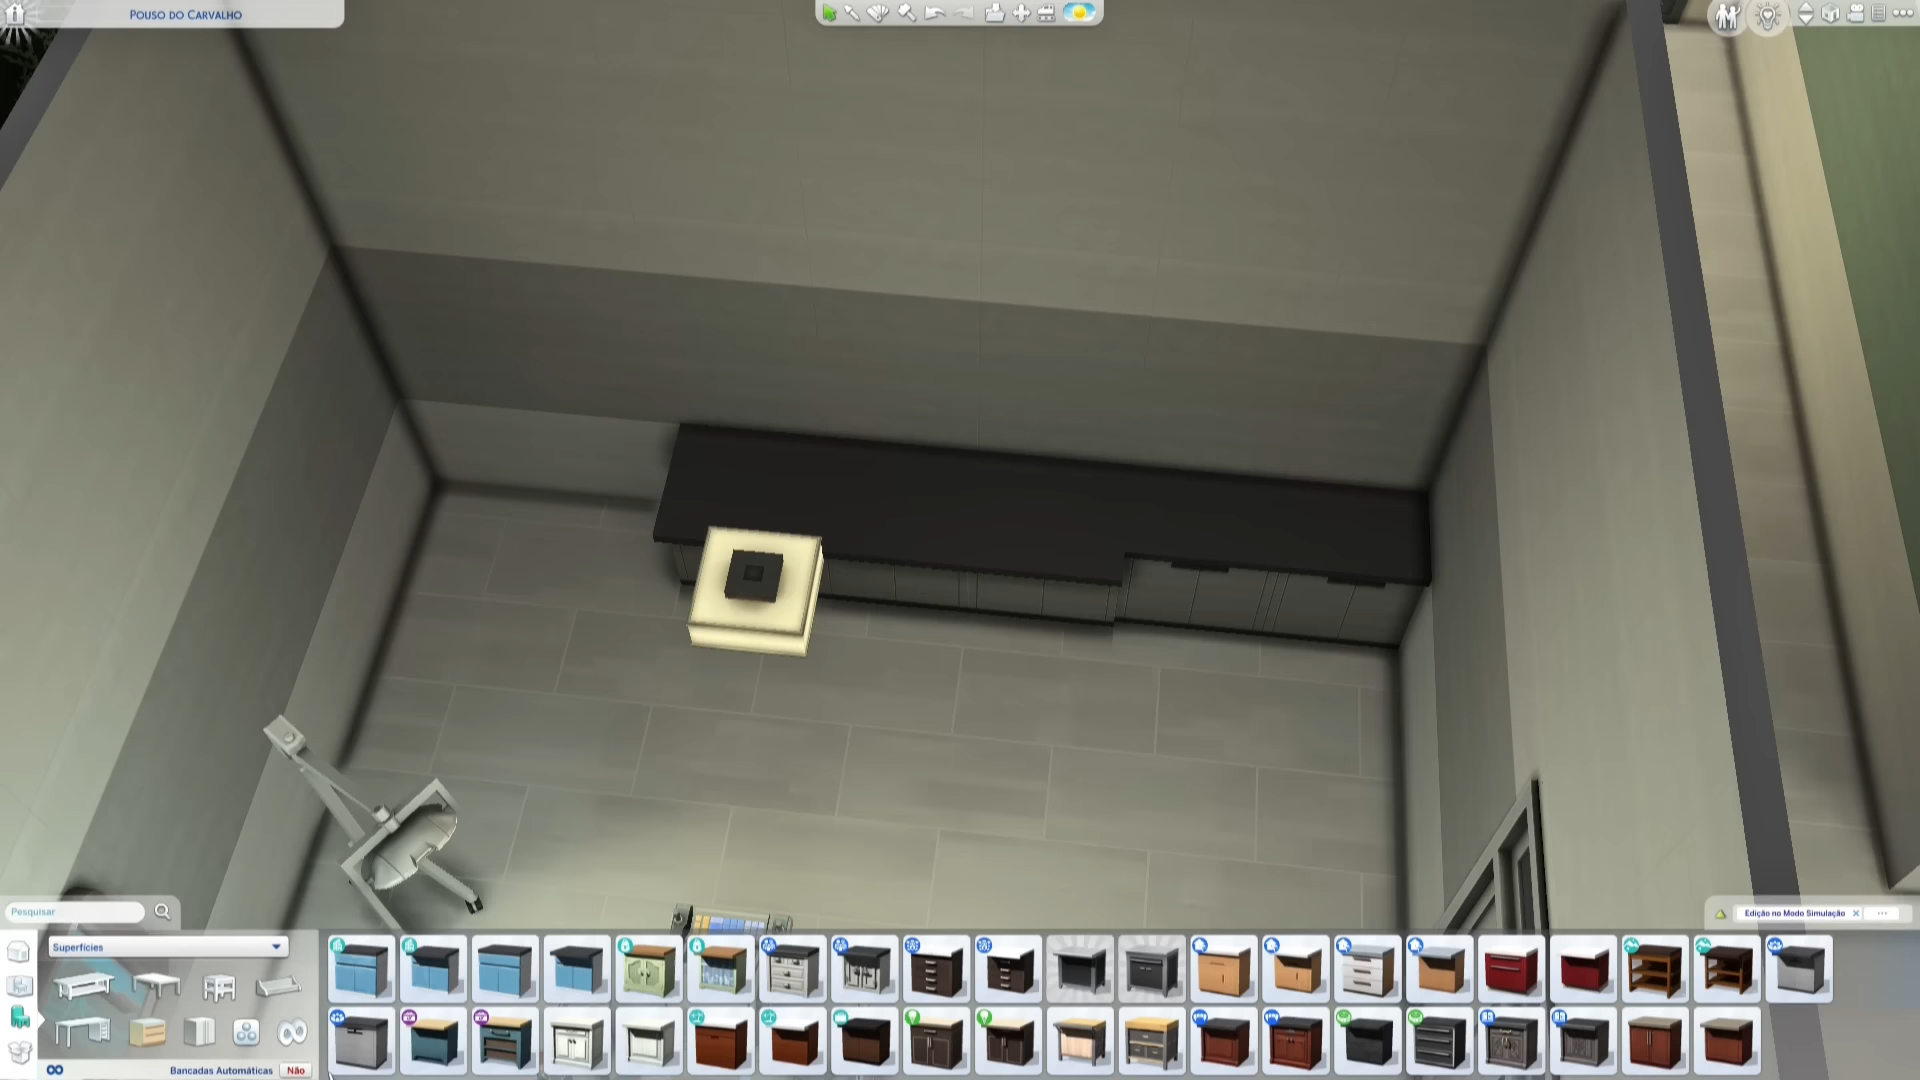 Pouso do Carvalho
Pesquisar
Edição no Modo Simulação
Superfícies
Bancadas Automáticas
Não